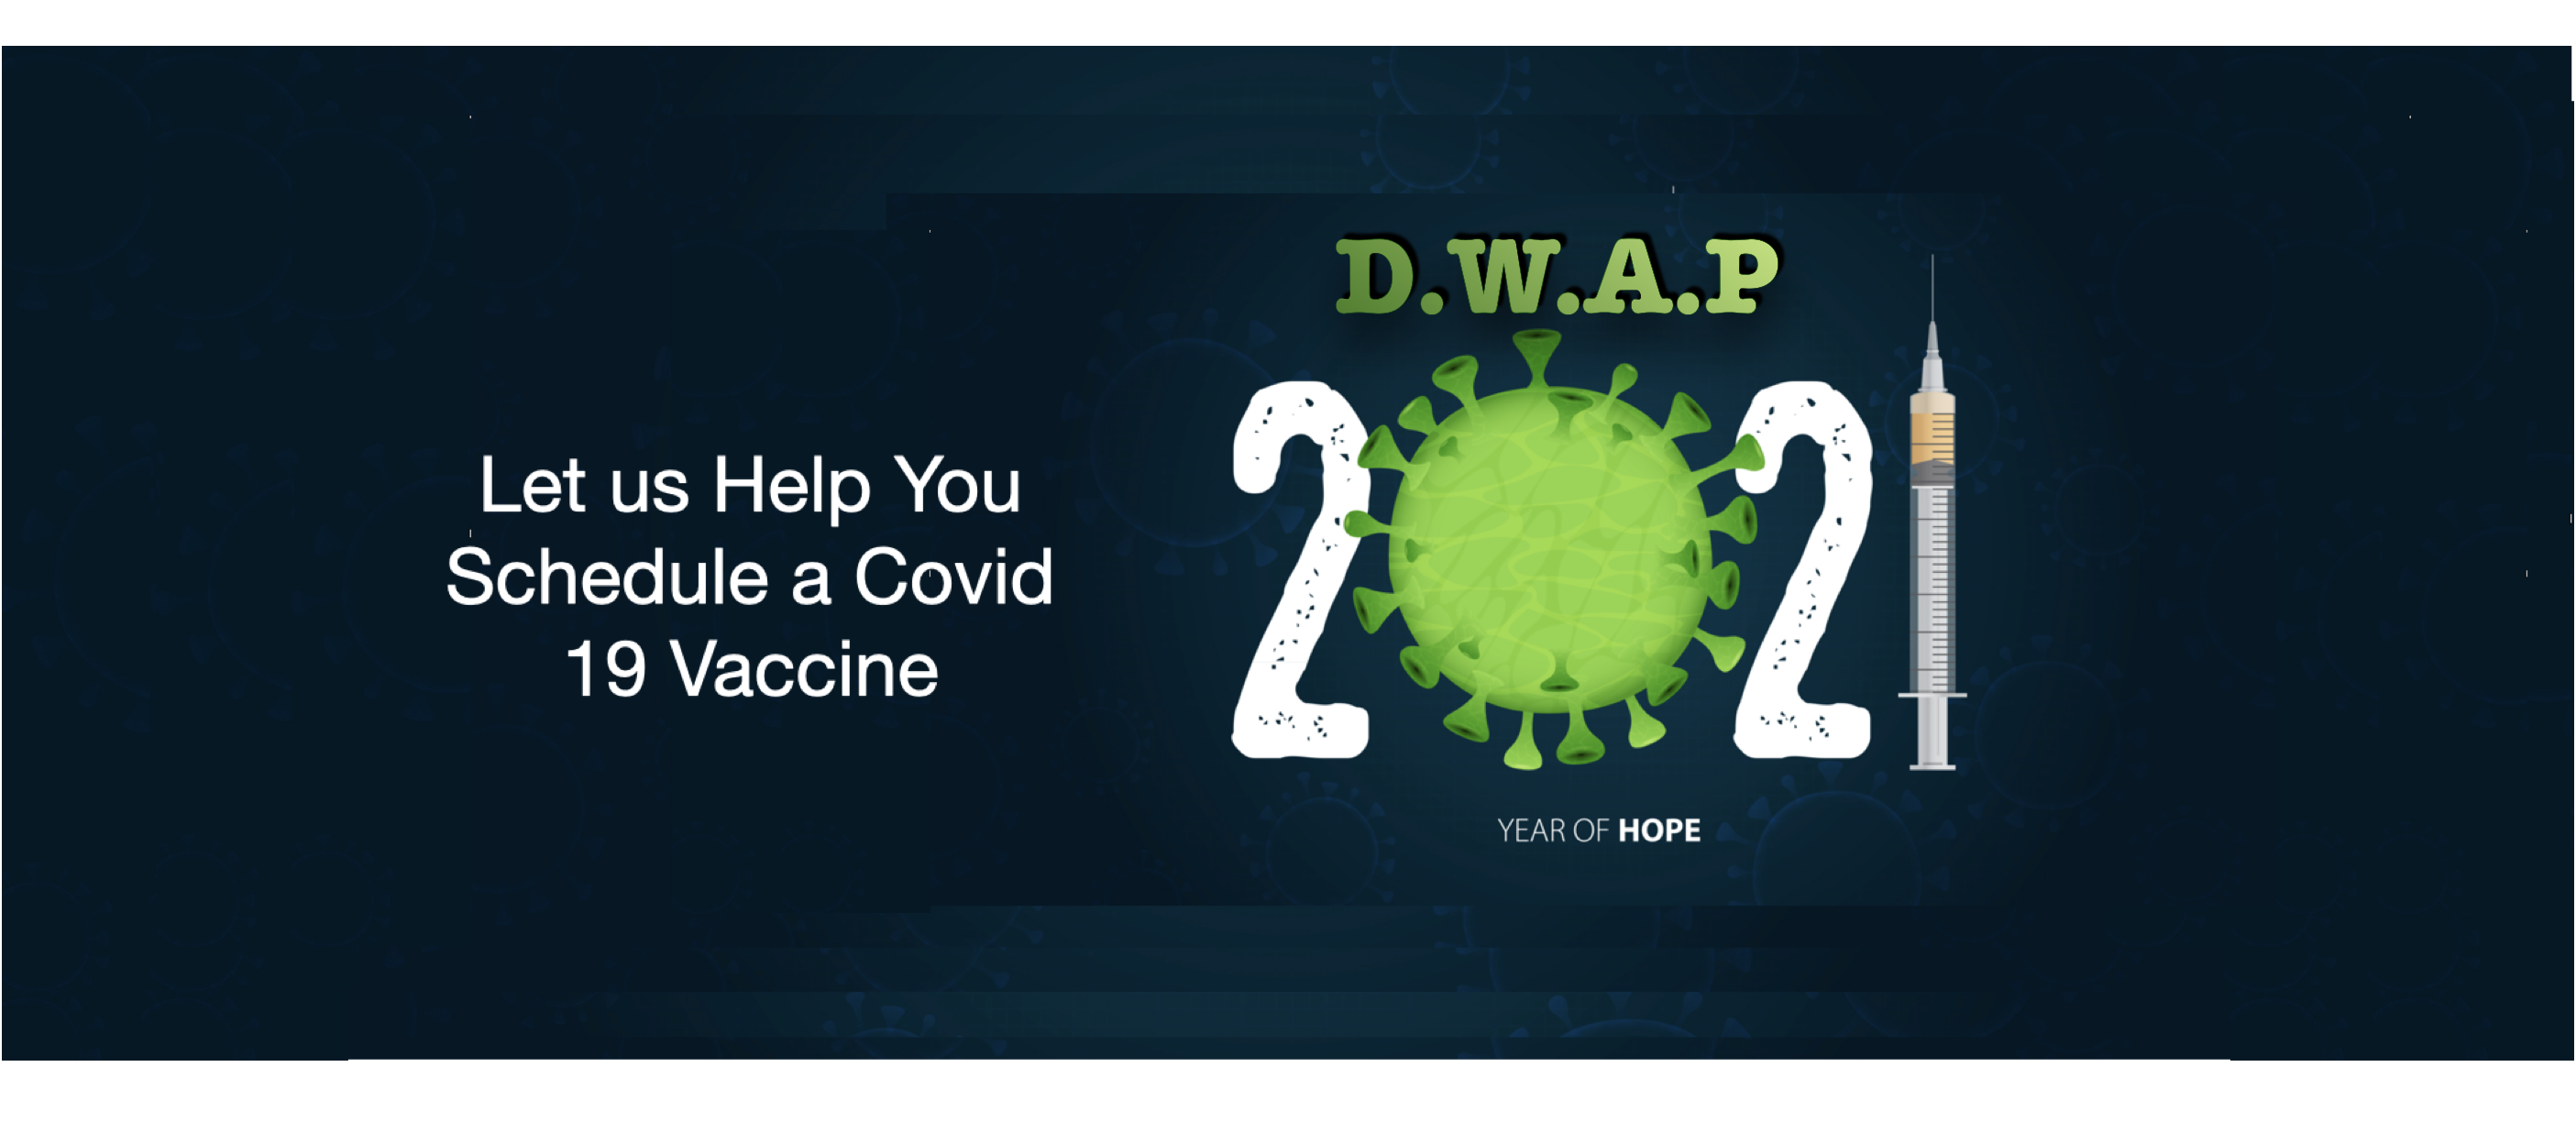 Let us Help You
Schedule a Covid
19 Vaccine
D.W.A.P
2021
YEAR OF HOPE